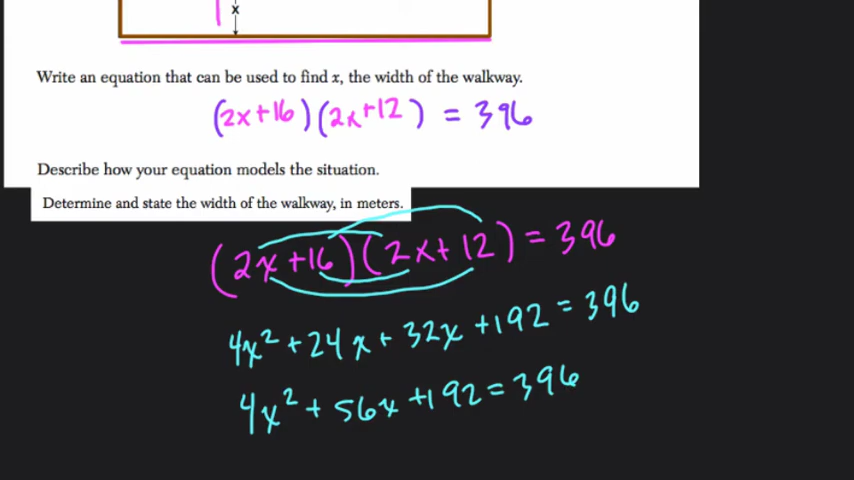 x
Write an equation that can be used to find x, the width of the walkway.
(2x+16)(2x+12) = 396
Describe how your equation models the situation.
Determine and state the width of the walkway, in meters.
(2x+16)(2x+12) = 396
4x² + 24x + 32x + 192 = 396
4x² + 56x + 192 = 396